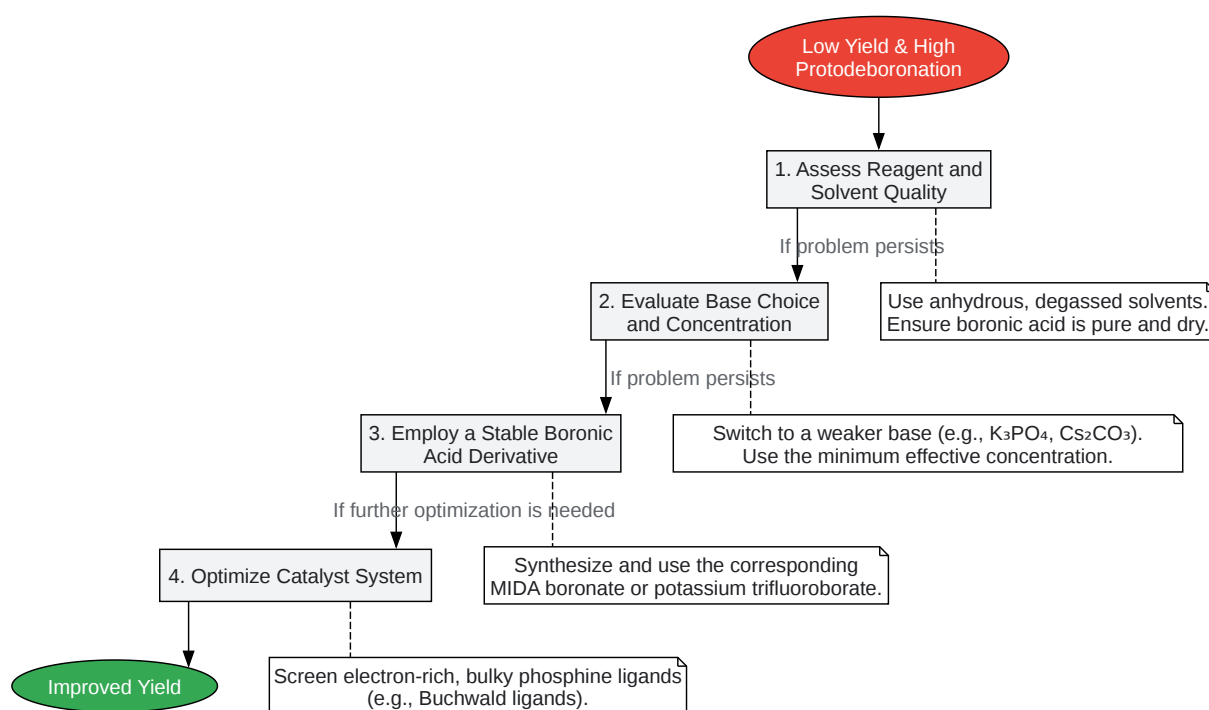 Low Yield & High
Protodeboronation
1. Assess Reagent and
Solvent Quality
If problem persists
2. Evaluate Base Choice
and Concentration
Use anhydrous, degassed solvents.
Ensure boronic acid is pure and dry.
If problem persists
3. Employ a Stable Boronic
Acid Derivative
Switch to a weaker base (e.g., K₃PO₄, Cs₂CO₃).
Use the minimum effective concentration.
If further optimization is needed
4. Optimize Catalyst System
Synthesize and use the corresponding
MIDA boronate or potassium trifluoroborate.
Improved Yield
Screen electron-rich, bulky phosphine ligands
(e.g., Buchwald ligands).